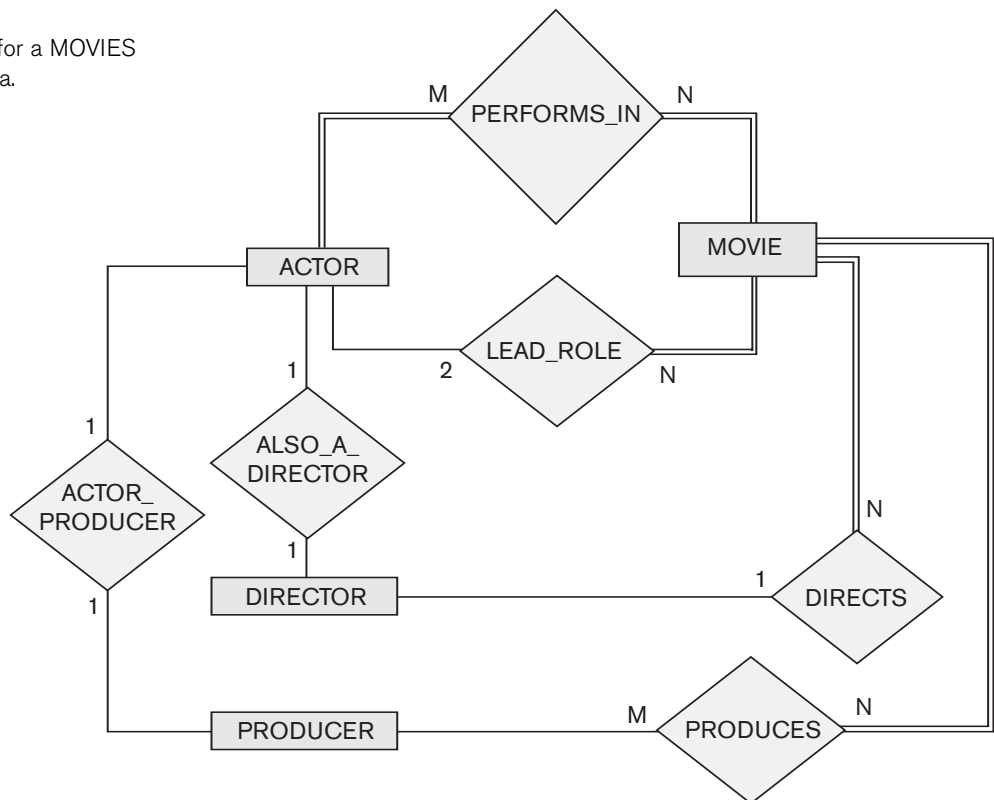 for a MOVIES
a.
M
PERFORMS_IN
N
ACTOR
MOVIE
2
LEAD_ROLE
N
1
ALSO_A_
DIRECTOR
1
1
ACTOR_
PRODUCER
1
DIRECTOR
1
DIRECTS
N
PRODUCER
M
PRODUCES
N